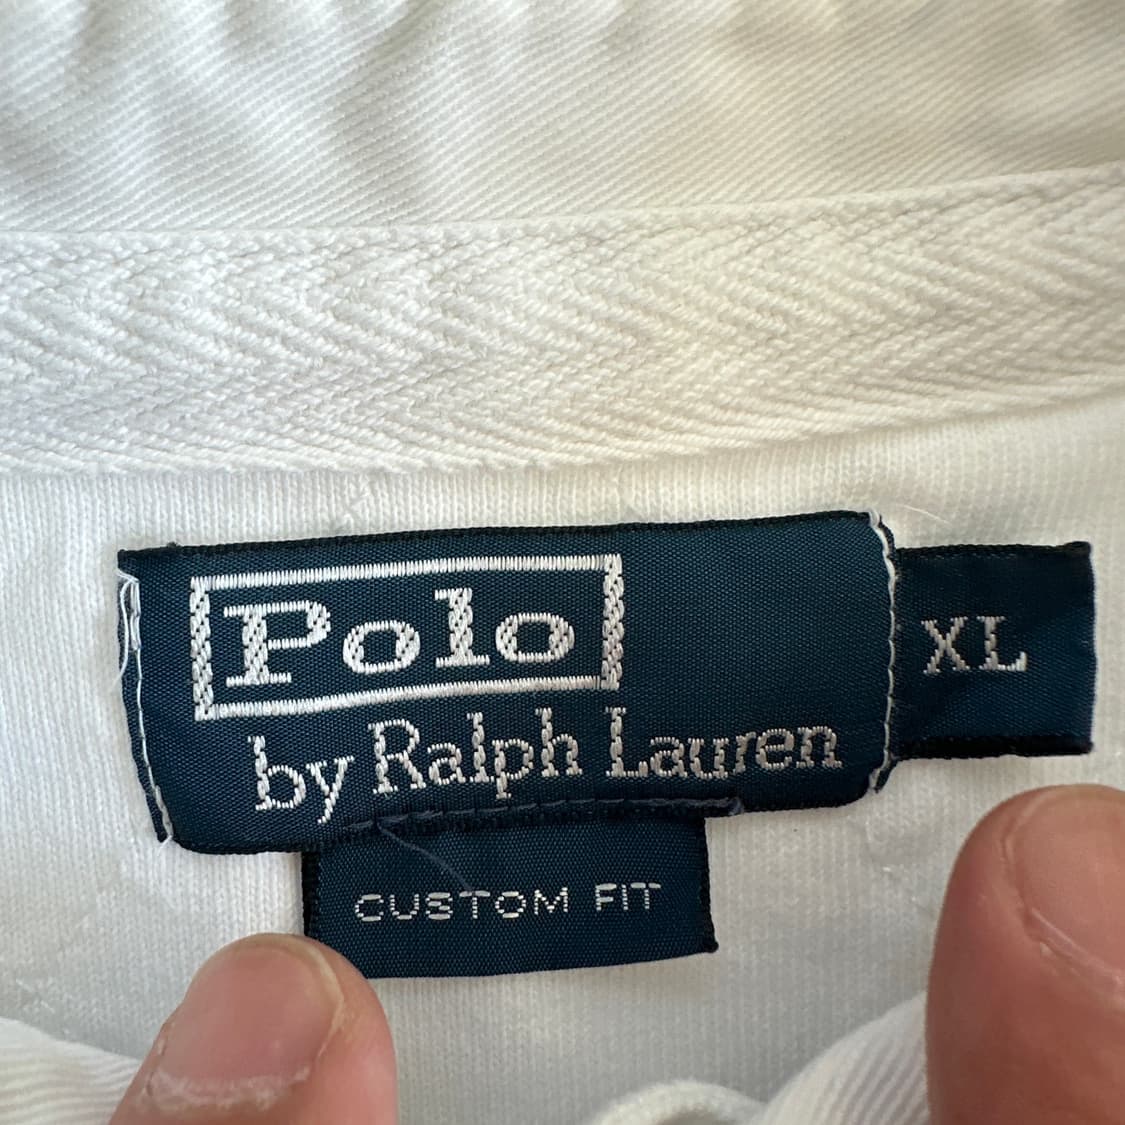 Polo
by Ralph Lauren
XL
CUSTOM FIT